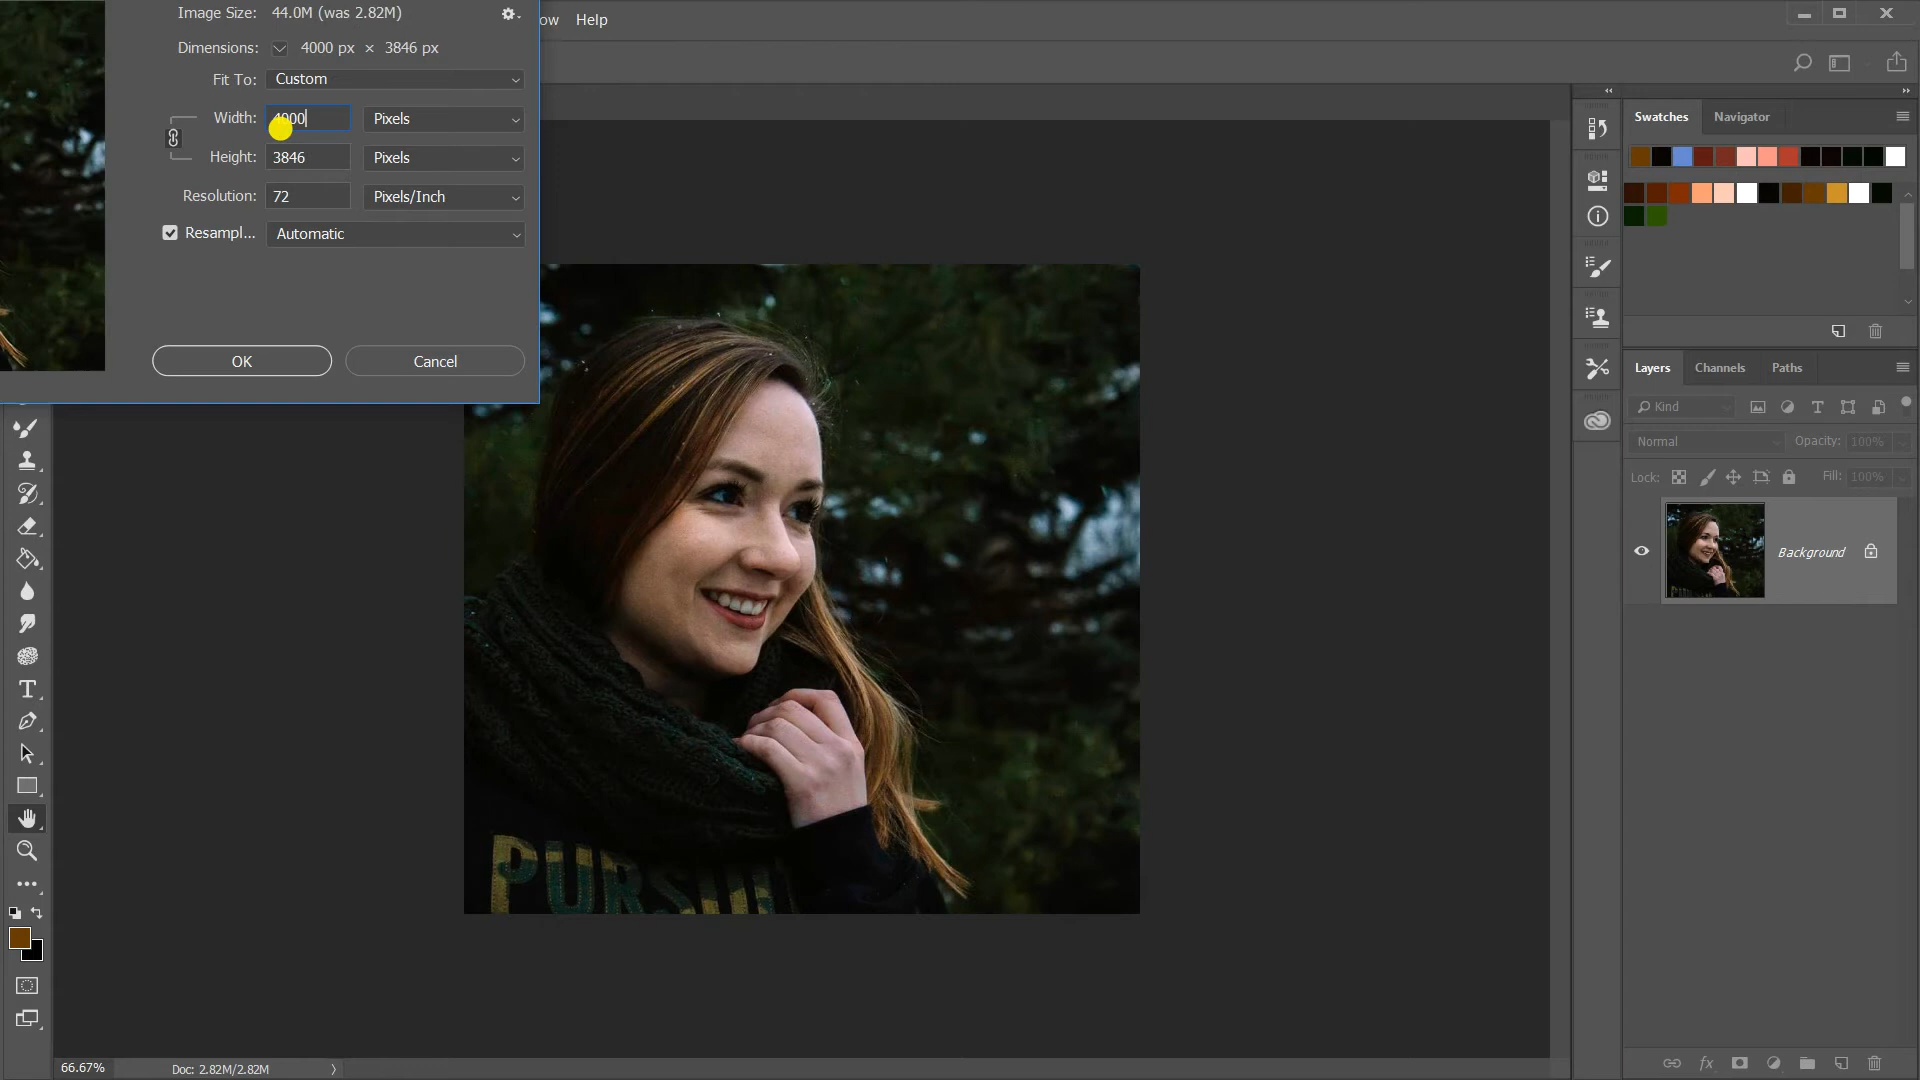 Image Size: 44.0M (was 2.82M)
ow Help
Dimensions: 4000 px × 3846 px
Fit To: Custom
Width: 4000 Pixels
Height: 3846 Pixels
Resolution: 72 Pixels/Inch
Resampl... Automatic
OK Cancel
Swatches Navigator
Layers Channels Paths
Kind
Normal Opacity: 100%
Lock: Fill: 100%
Background
PURSUI
66.67% Doc: 2.82M/2.82M